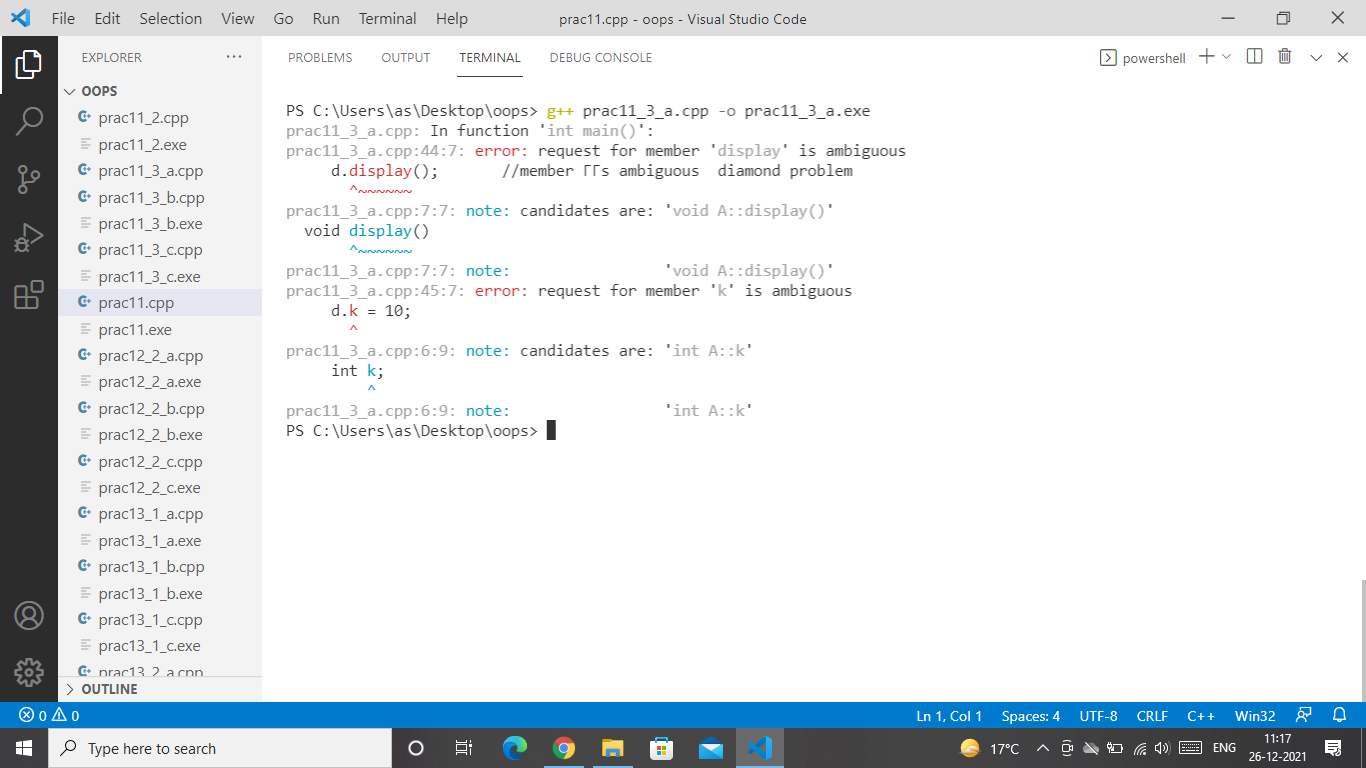 File Edit Selection View Go Run Terminal Help prac11.cpp - oops - Visual Studio Code
EXPLORER
OOPS
prac11_2.cpp
prac11_2.exe
prac11_3_a.cpp
prac11_3_b.cpp
prac11_3_b.exe
prac11_3_c.cpp
prac11_3_c.exe
prac11.cpp
prac11.exe
prac12_2_a.cpp
prac12_2_a.exe
prac12_2_b.cpp
prac12_2_b.exe
prac12_2_c.cpp
prac12_2_c.exe
prac13_1_a.cpp
prac13_1_a.exe
prac13_1_b.cpp
prac13_1_b.exe
prac13_1_c.cpp
prac13_1_c.exe
prac13_2_a.cpp
OUTLINE
PROBLEMS OUTPUT TERMINAL DEBUG CONSOLE powershell
PS C:\Users\as\Desktop\oops> g++ prac11_3_a.cpp -o prac11_3_a.exe
prac11_3_a.cpp: In function 'int main()':
prac11_3_a.cpp:44:7: error: request for member 'display' is ambiguous
     d.display();       //member ΓΓs ambiguous  diamond problem
       ^~~~~~~
prac11_3_a.cpp:7:7: note: candidates are: 'void A::display()'
  void display()
       ^~~~~~~
prac11_3_a.cpp:7:7: note:                 'void A::display()'
prac11_3_a.cpp:45:7: error: request for member 'k' is ambiguous
     d.k = 10;
       ^
prac11_3_a.cpp:6:9: note: candidates are: 'int A::k'
     int k;
         ^
prac11_3_a.cpp:6:9: note:                 'int A::k'
PS C:\Users\as\Desktop\oops>
0 0 Ln 1, Col 1 Spaces: 4 UTF-8 CRLF C++ Win32
Type here to search 17°C ENG 11:17
26-12-2021